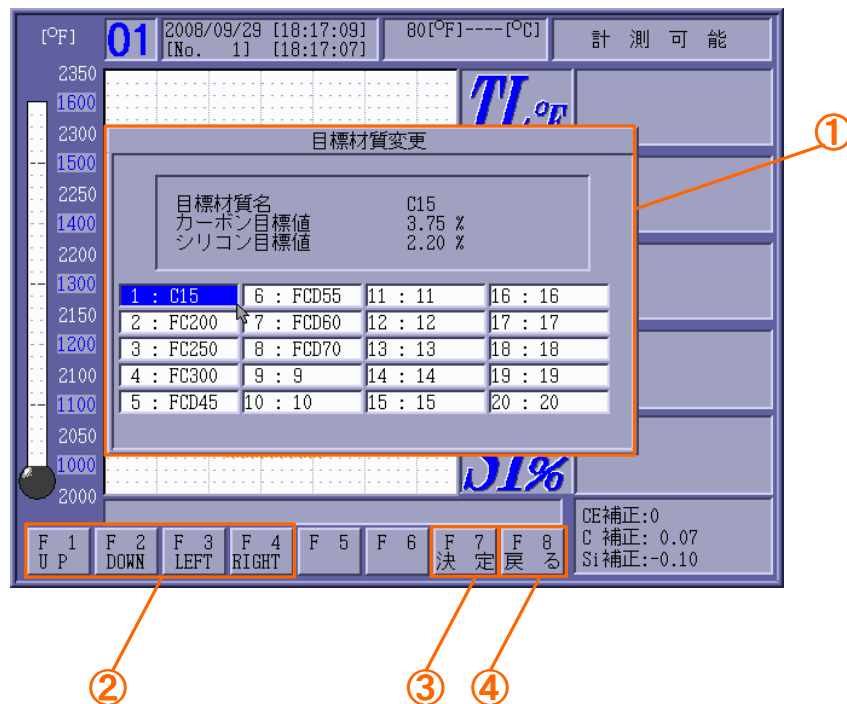 [°F]
01
2008/09/29 [18:17:09]
[No. 1] [18:17:07]
80[°F]----[°C]
計 測 可 能
2350
1600
2300
1500
2250
1400
2200
1300
2150
1200
2100
1100
2050
1000
2000
TL°F
目標材質変更
①
目標材質名 C15
カーボン目標値 3.75 %
シリコン目標値 2.20 %
1 : C15 6 : FCD55 11 : 11 16 : 16
2 : FC200 7 : FCD60 12 : 12 17 : 17
3 : FC250 8 : FCD70 13 : 13 18 : 18
4 : FC300 9 : 9 14 : 14 19 : 19
5 : FCD45 10 : 10 15 : 15 20 : 20
SI%
F 1 F 2 F 3 F 4 F 5 F 6 F 7 F 8
U P DOWN LEFT RIGHT 決 定 戻 る
CE補正:0
C 補正: 0.07
Si補正:-0.10
② ③ ④